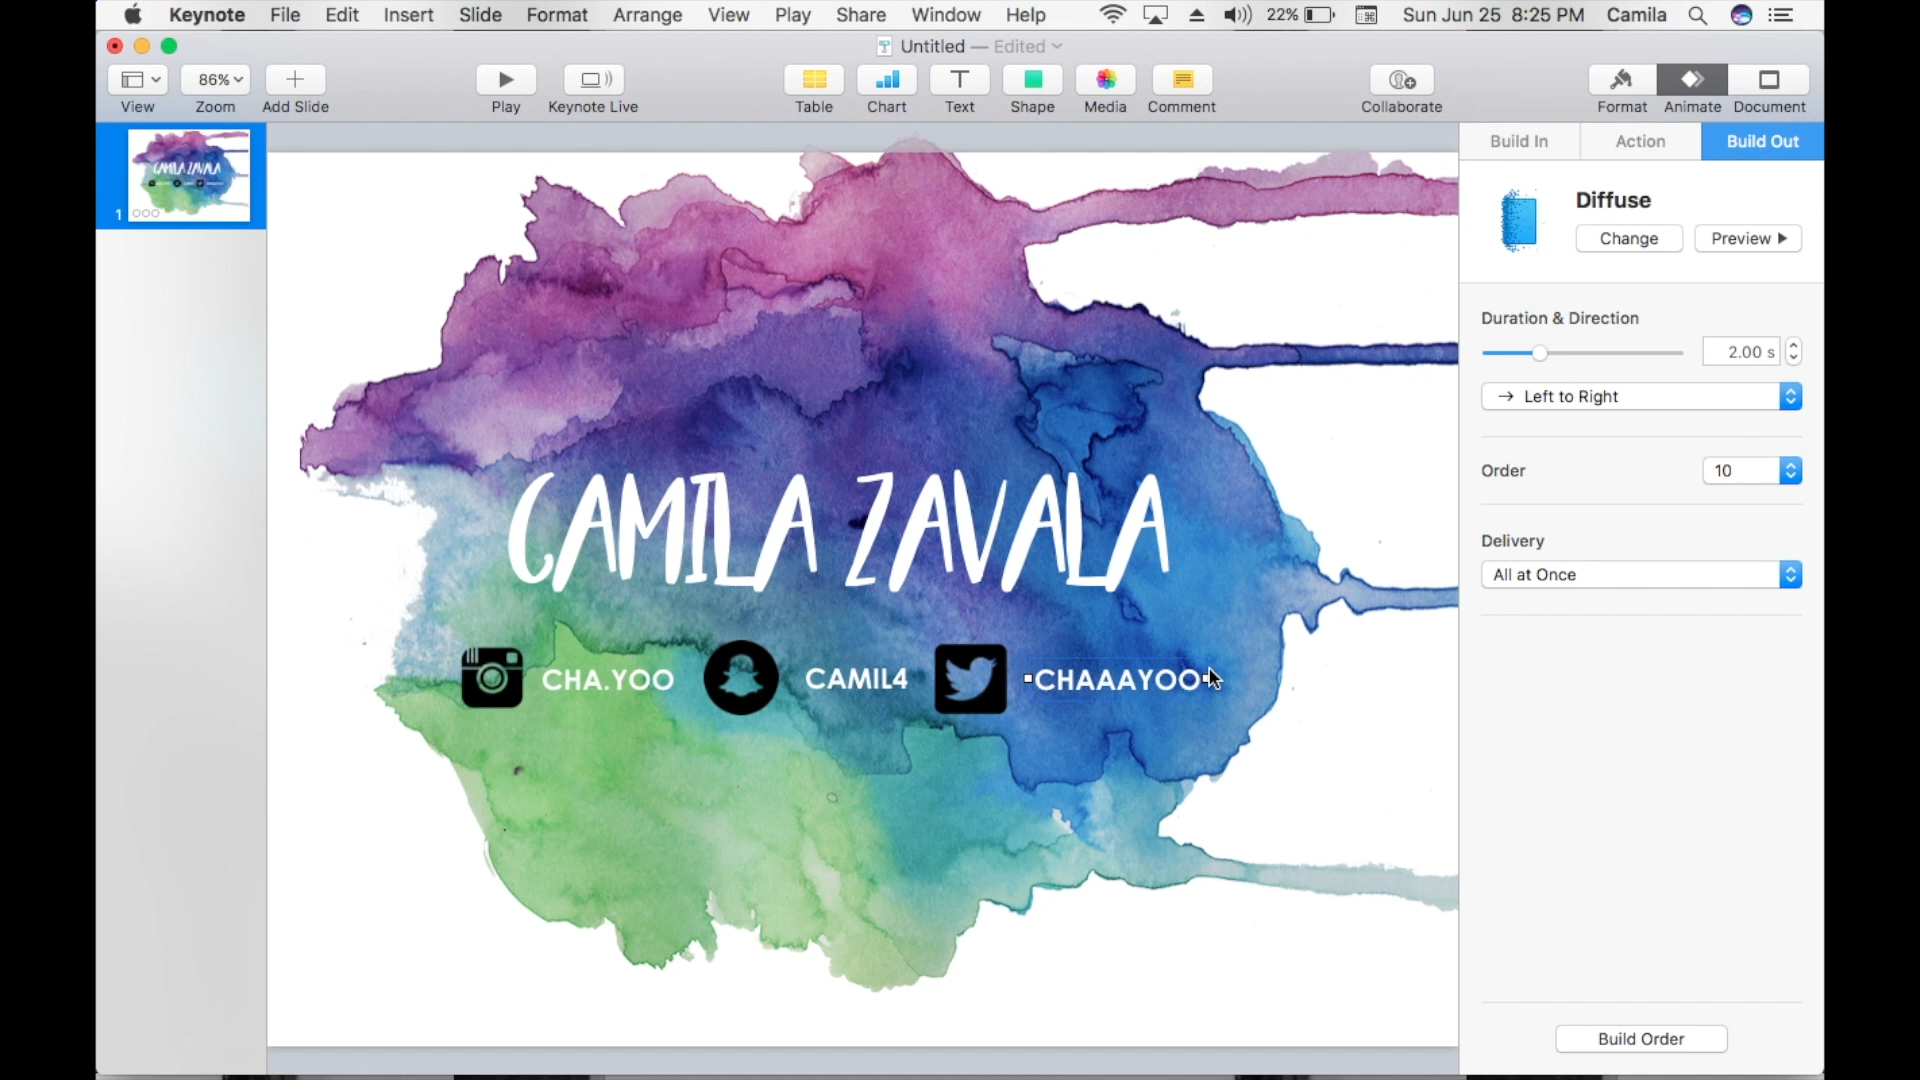 Keynote File Edit Insert Slide Format Arrange View Play Share Window Help 22% Sun Jun 25 8:25 PM Camila
Untitled — Edited
86%
View Zoom Add Slide Play Keynote Live Table Chart Text Shape Media Comment Collaborate Format Animate Document
Build In Action Build Out
Diffuse
Change Preview
Duration & Direction
2.00 s
Left to Right
Order 10
Delivery
All at Once
Build Order
1
CAMILA ZAVALA
CAMILA ZAVALA
CHA.YOO CAMIL4 CHAAAYOO